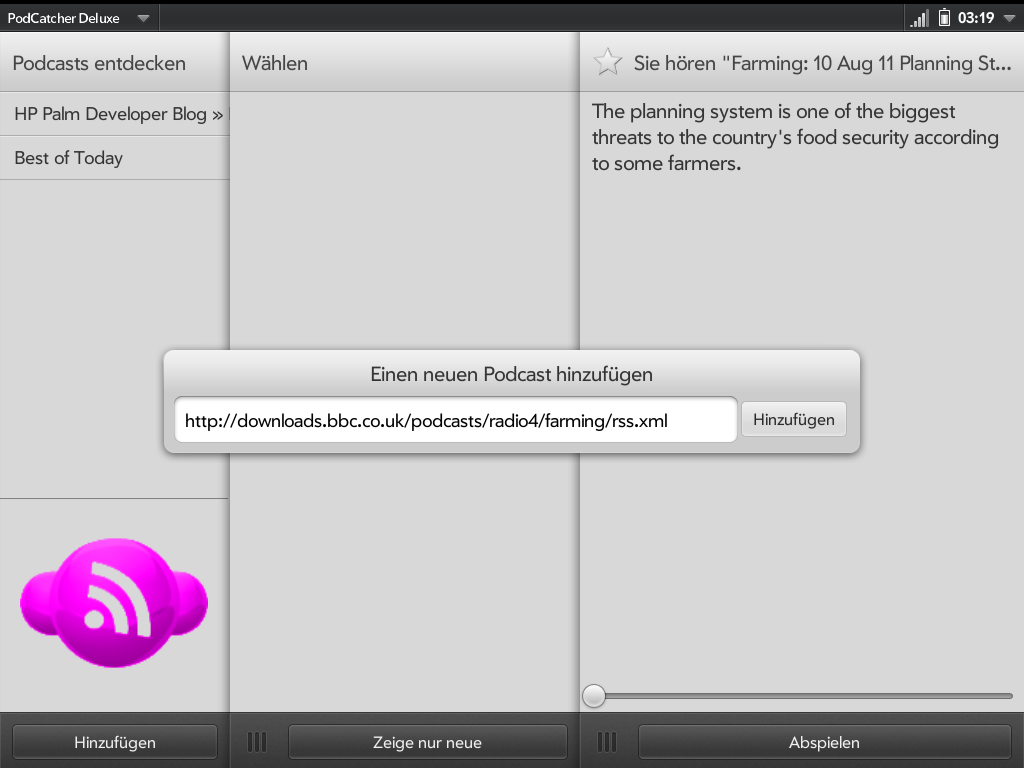 PodCatcher Deluxe
03:19
Podcasts entdecken
Wählen
Sie hören "Farming: 10 Aug 11 Planning St...
HP Palm Developer Blog »
Best of Today
The planning system is one of the biggest
threats to the country's food security according
to some farmers.
Einen neuen Podcast hinzufügen
http://downloads.bbc.co.uk/podcasts/radio4/farming/rss.xml
Hinzufügen
Hinzufügen
Zeige nur neue
Abspielen